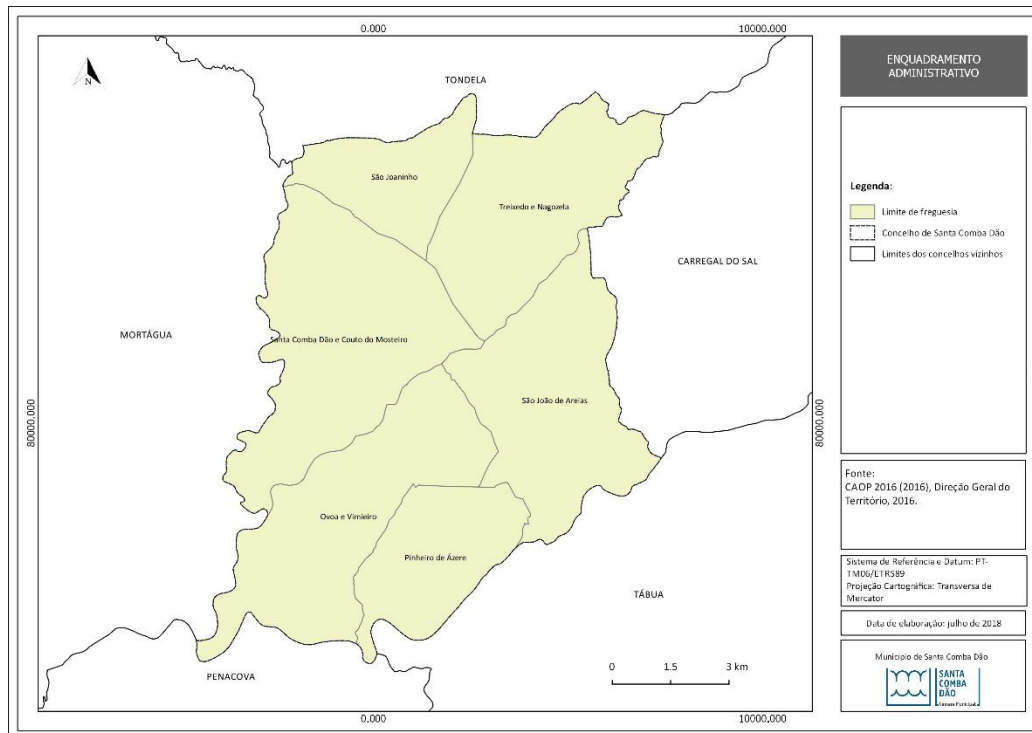 0.000
10000.000
N
TONDELA
São Joaninho
Treixedo e Nagozela
CARREGAL DO SAL
MORTÁGUA
Santa Comba Dão e Couto do Mosteiro
São João de Areias
80000.000
80000.000
Ovoa e Vimieiro
Pinheiro de Ázere
TÁBUA
PENACOVA
0
1.5
3 km
0.000
10000.000
ENQUADRAMENTO
ADMINISTRATIVO
Legenda:
Limite de freguesia
Concelho de Santa Comba Dão
Limites dos concelhos vizinhos
Fonte:
CAOP 2016 (2016), Direção Geral do
Território, 2016.
Sistema de Referência e Datum: PT-
TM06/ETRS89
Projeção Cartográfica: Transversa de
Mercator
Data de elaboração: julho de 2018
Município de Santa Comba Dão
SANTA
COMBA
DÃO
Câmara Municipal